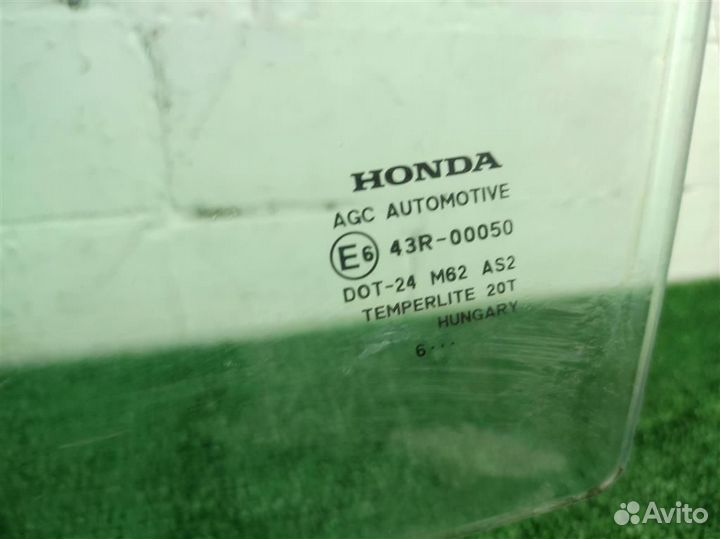 HONDA
AGC AUTOMOTIVE
E6 43R-00050
DOT-24 M62 AS2
TEMPERLITE 20T
HUNGARY
6···
Avito